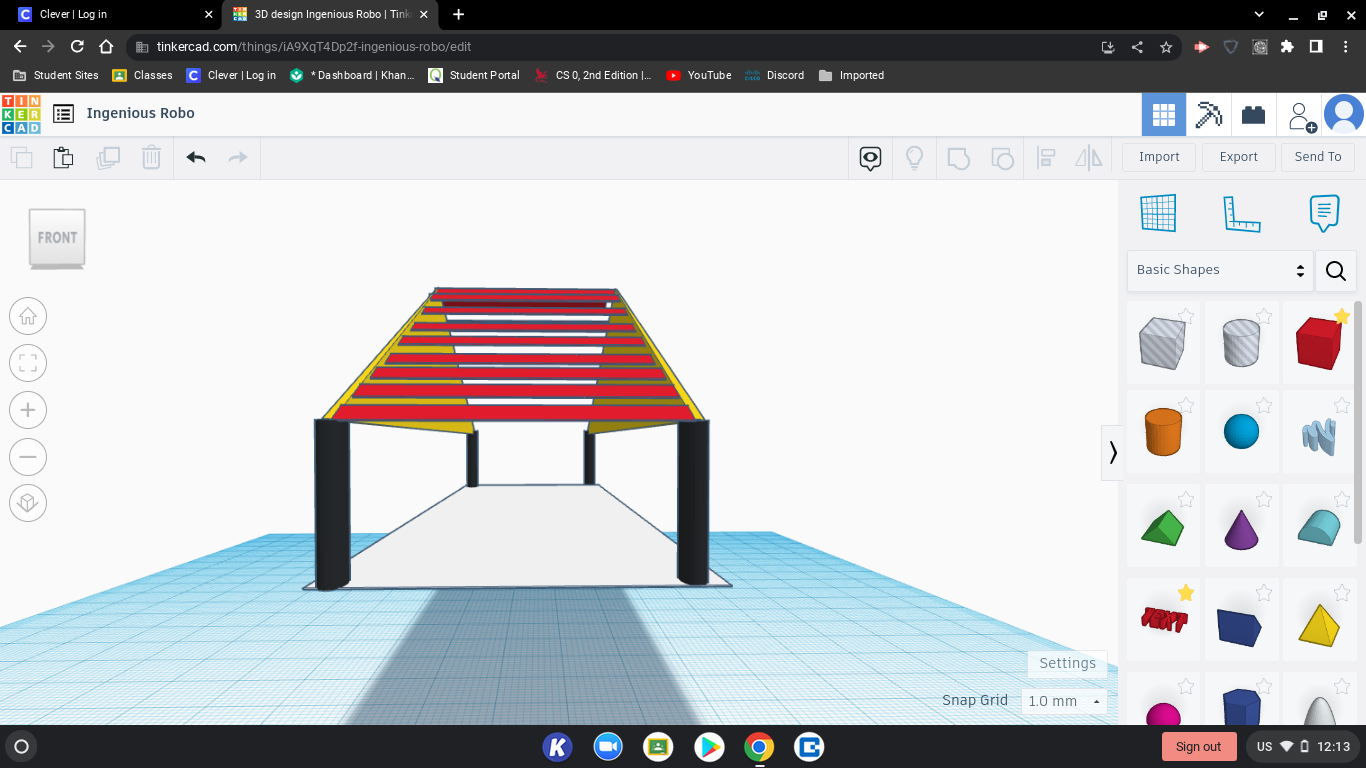 Clever | Log in
3D design Ingenious Robo | Tink
tinkercad.com/things/iA9XqT4Dp2f-ingenious-robo/edit
Student Sites
Classes
Clever | Log in
* Dashboard | Khan…
Student Portal
CS 0, 2nd Edition |…
YouTube
Discord
Imported
TIN
KER
CAD
Ingenious Robo
Import
Export
Send To
FRONT
Basic Shapes
TEXT
Settings
Snap Grid
1.0 mm
K
Sign out
US
12:13